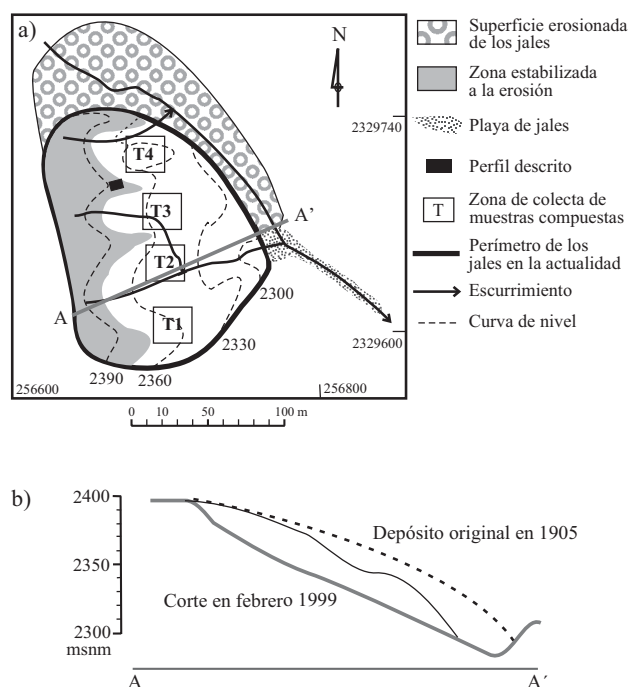 a)
N
T4
T3
T2
T1
A
A'
2329740
2329600
2300
2330
2390
2360
256600
256800
0 10 50 100 m
Superficie erosionada
de los jales
Zona estabilizada
a la erosión
Playa de jales
Perfil descrito
T
Zona de colecta de
muestras compuestas
Perímetro de los
jales en la actualidad
Escurrimiento
Curva de nivel
b)
2400
2350
2300
msnm
Depósito original en 1905
Corte en febrero 1999
A
A´